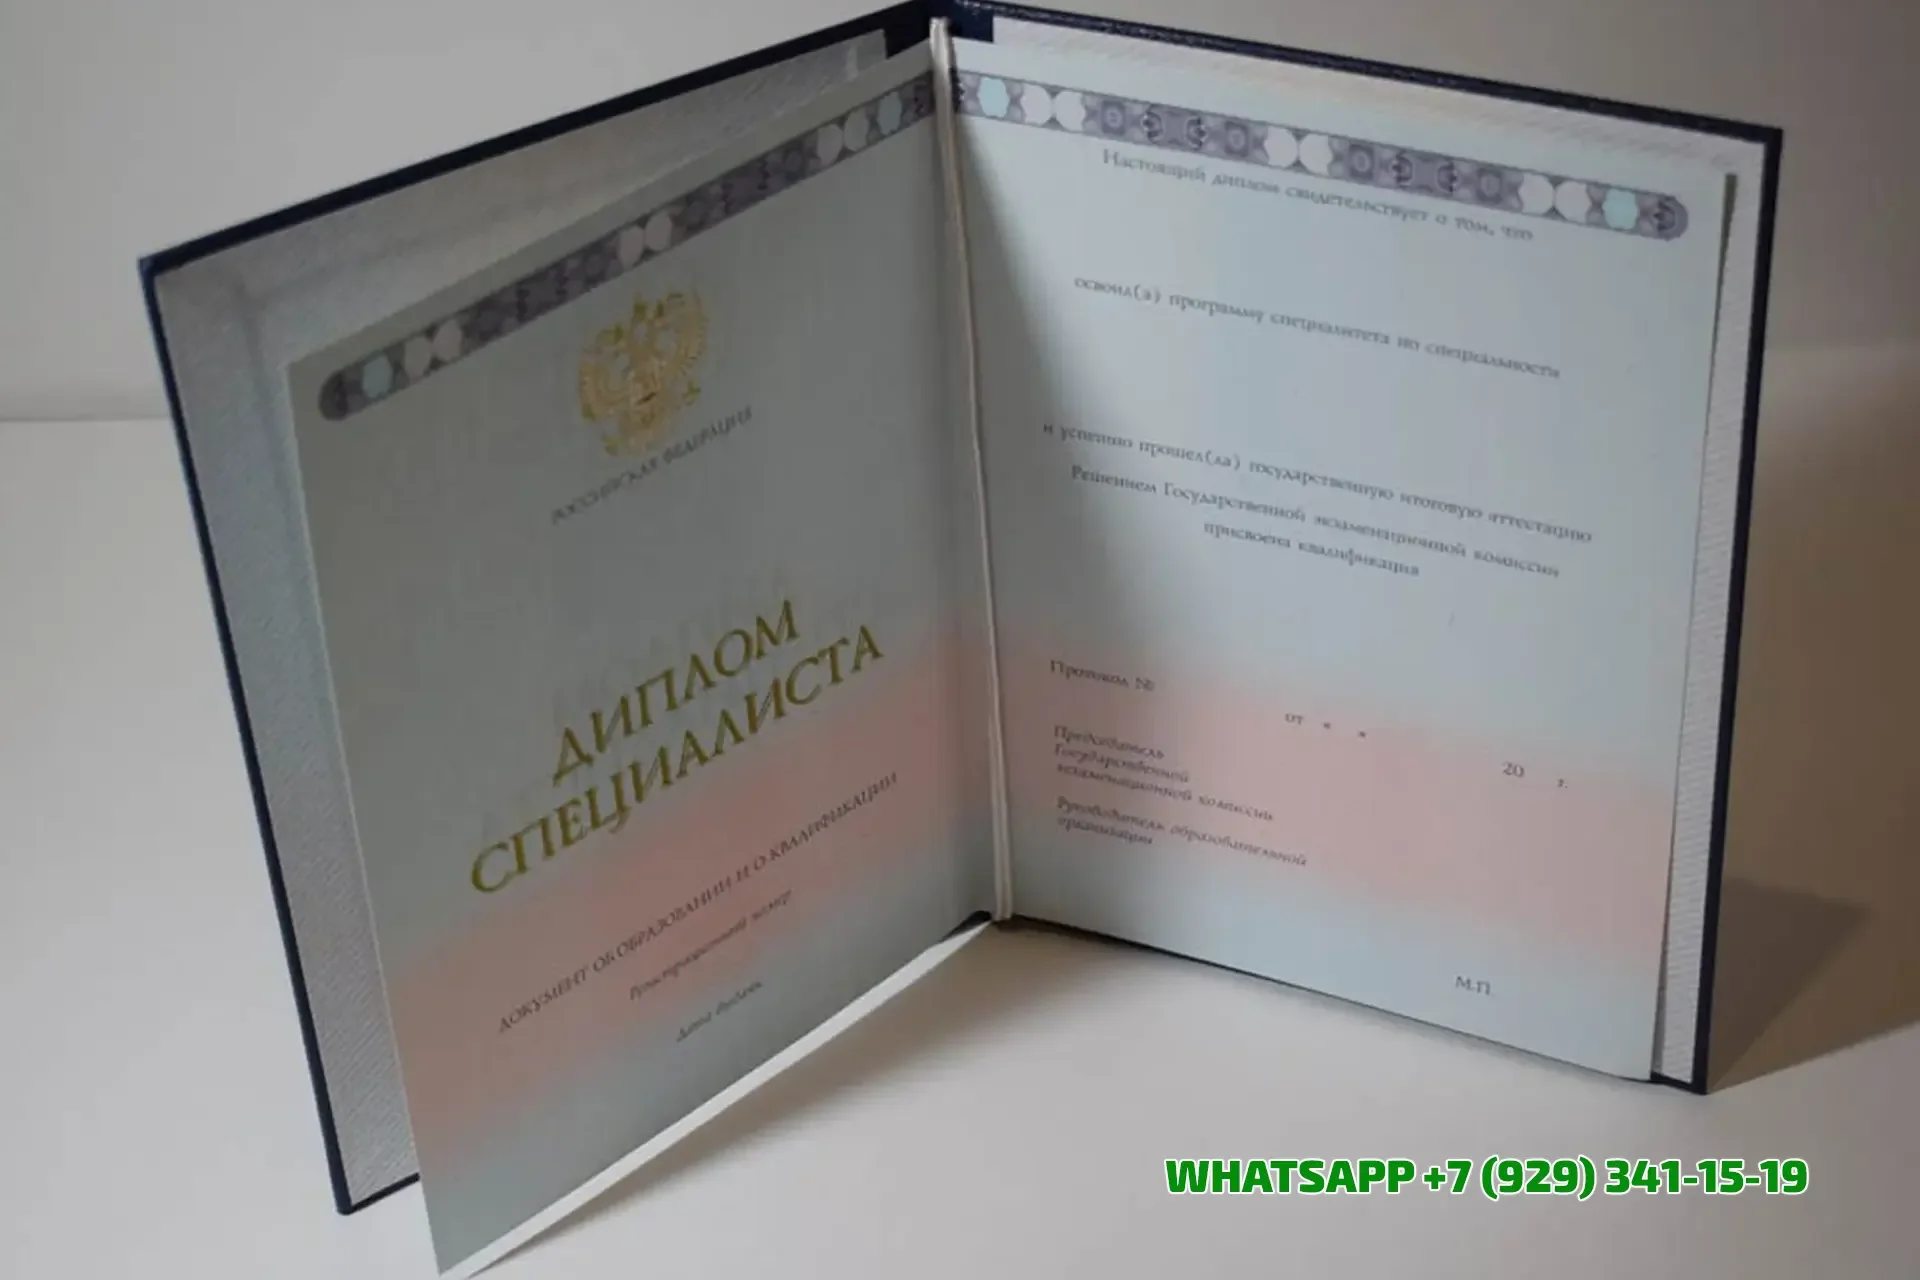 РОССИЙСКАЯ ФЕДЕРАЦИЯ
ДИПЛОМ
СПЕЦИАЛИСТА
ДОКУМЕНТ ОБ ОБРАЗОВАНИИ И О КВАЛИФИКАЦИИ
Регистрационный номер
Дата выдачи
Настоящий диплом свидетельствует о том, что
освоил(а) программу специалитета по специальности
и успешно прошел(ла) государственную итоговую аттестацию
Решением Государственной экзаменационной комиссии
присвоена квалификация
Протокол №
от « »
20 г.
Председатель
Государственной
экзаменационной комиссии
Руководитель образовательной
организации
М.П.
WHATSAPP +7 (929) 341-15-19